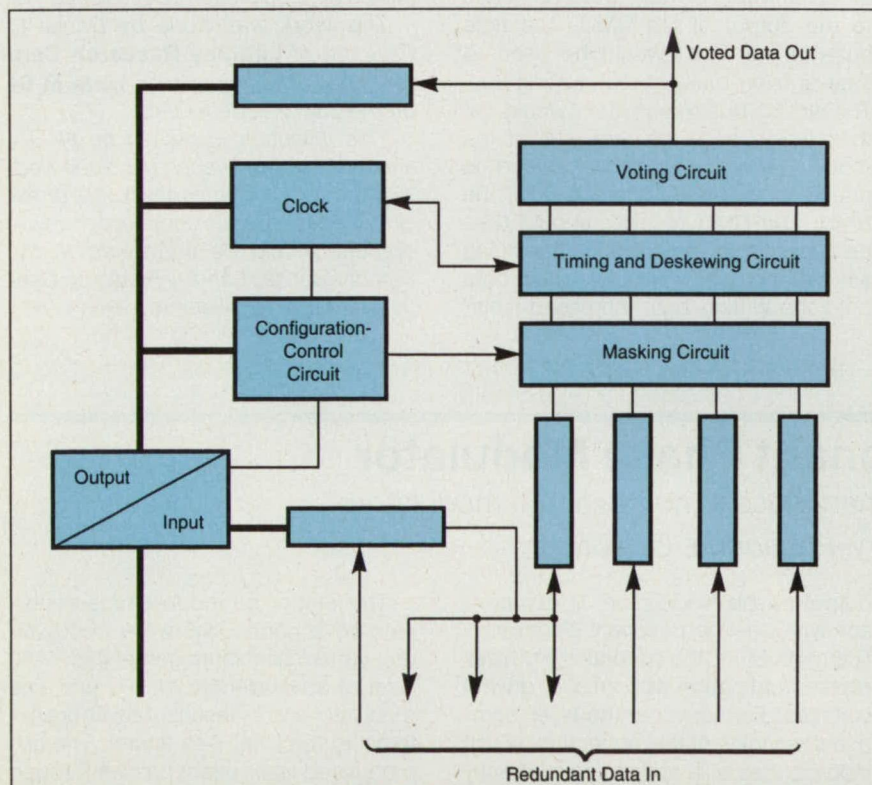 Voted Data Out
Voting Circuit
Clock
Timing and Deskewing Circuit
Configuration-
Control
Circuit
Masking Circuit
Output
Input
Redundant Data In